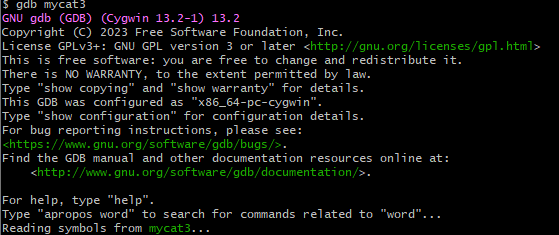 $ gdb mycat3
GNU gdb (GDB) (Cygwin 13.2-1) 13.2
Copyright (C) 2023 Free Software Foundation, Inc.
License GPLv3+: GNU GPL version 3 or later <http://gnu.org/licenses/gpl.html>
This is free software: you are free to change and redistribute it.
There is NO WARRANTY, to the extent permitted by law.
Type "show copying" and "show warranty" for details.
This GDB was configured as "x86_64-pc-cygwin".
Type "show configuration" for configuration details.
For bug reporting instructions, please see:
<https://www.gnu.org/software/gdb/bugs/>.
Find the GDB manual and other documentation resources online at:
    <http://www.gnu.org/software/gdb/documentation/>.
For help, type "help".
Type "apropos word" to search for commands related to "word"...
Reading symbols from mycat3...